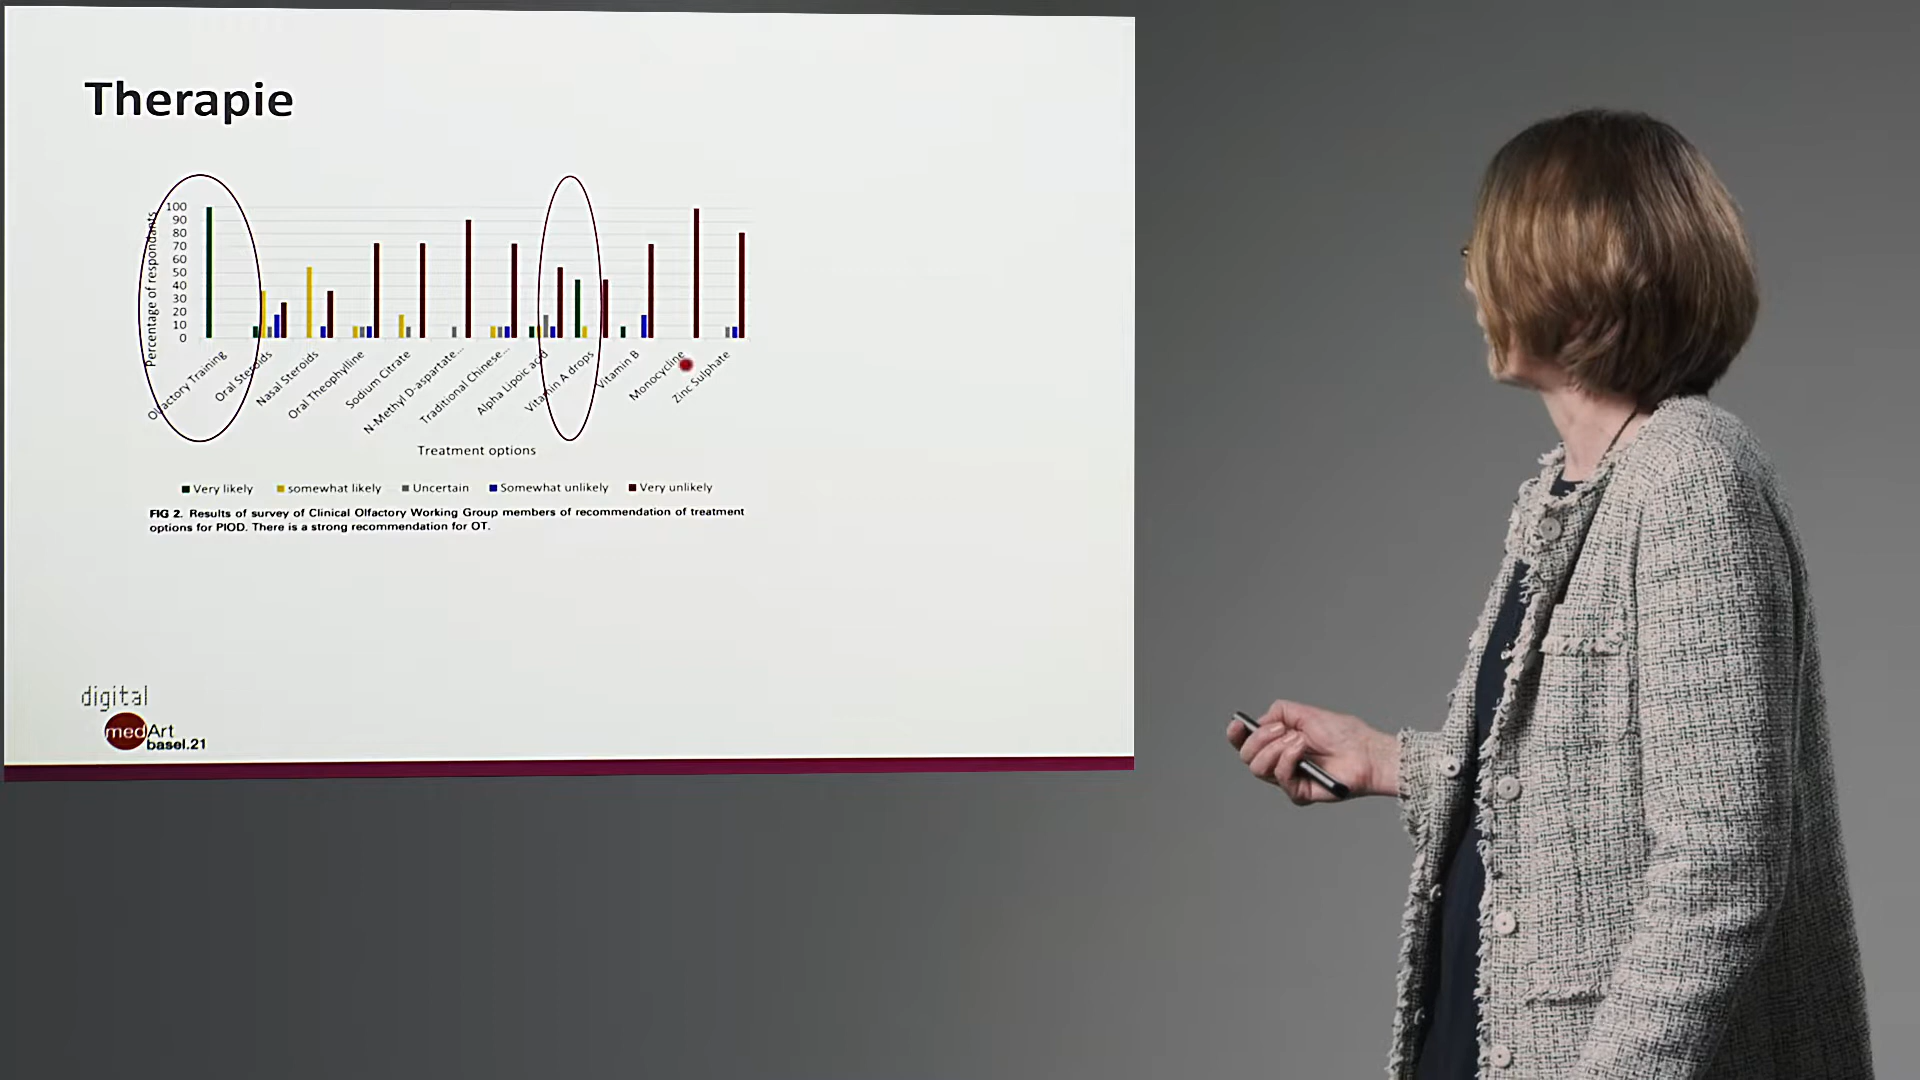 Therapie
Percentage of respondants
100
90
80
70
60
50
40
30
20
10
0
Olfactory Training
Oral Steroids
Nasal Steroids
Oral Theophylline
Sodium Citrate
N-Methyl D-aspartate...
Traditional Chinese...
Alpha Lipoic acid
Vitamin A drops
Vitamin B
Monocycline
Zinc Sulphate
Treatment options
Very likely somewhat likely Uncertain Somewhat unlikely Very unlikely
FIG 2. Results of survey of Clinical Olfactory Working Group members of recommendation of treatment
options for PIOD. There is a strong recommendation for OT.
digital
medArt
basel.21